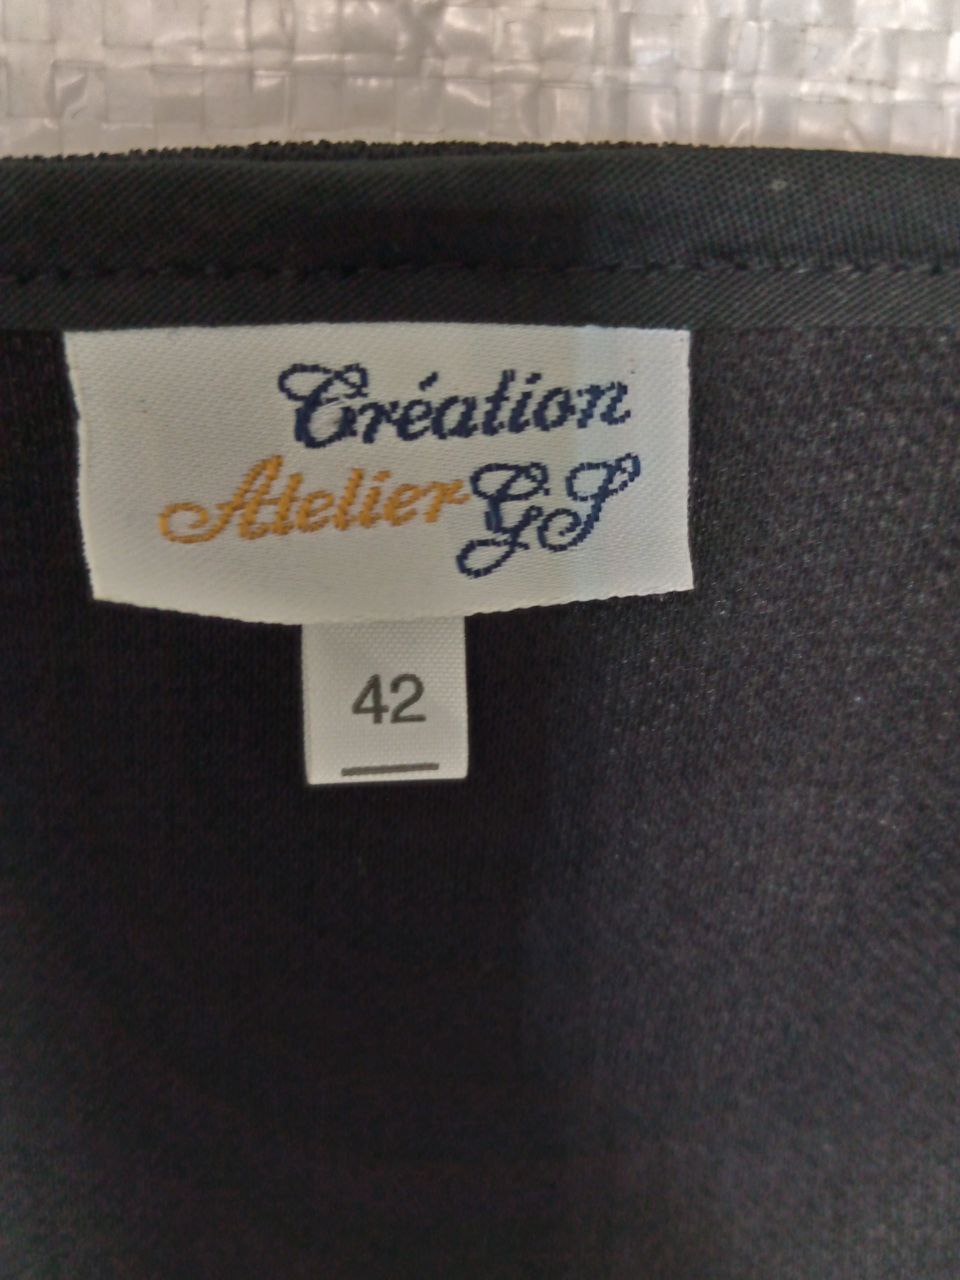 Création
Atelier GS
42